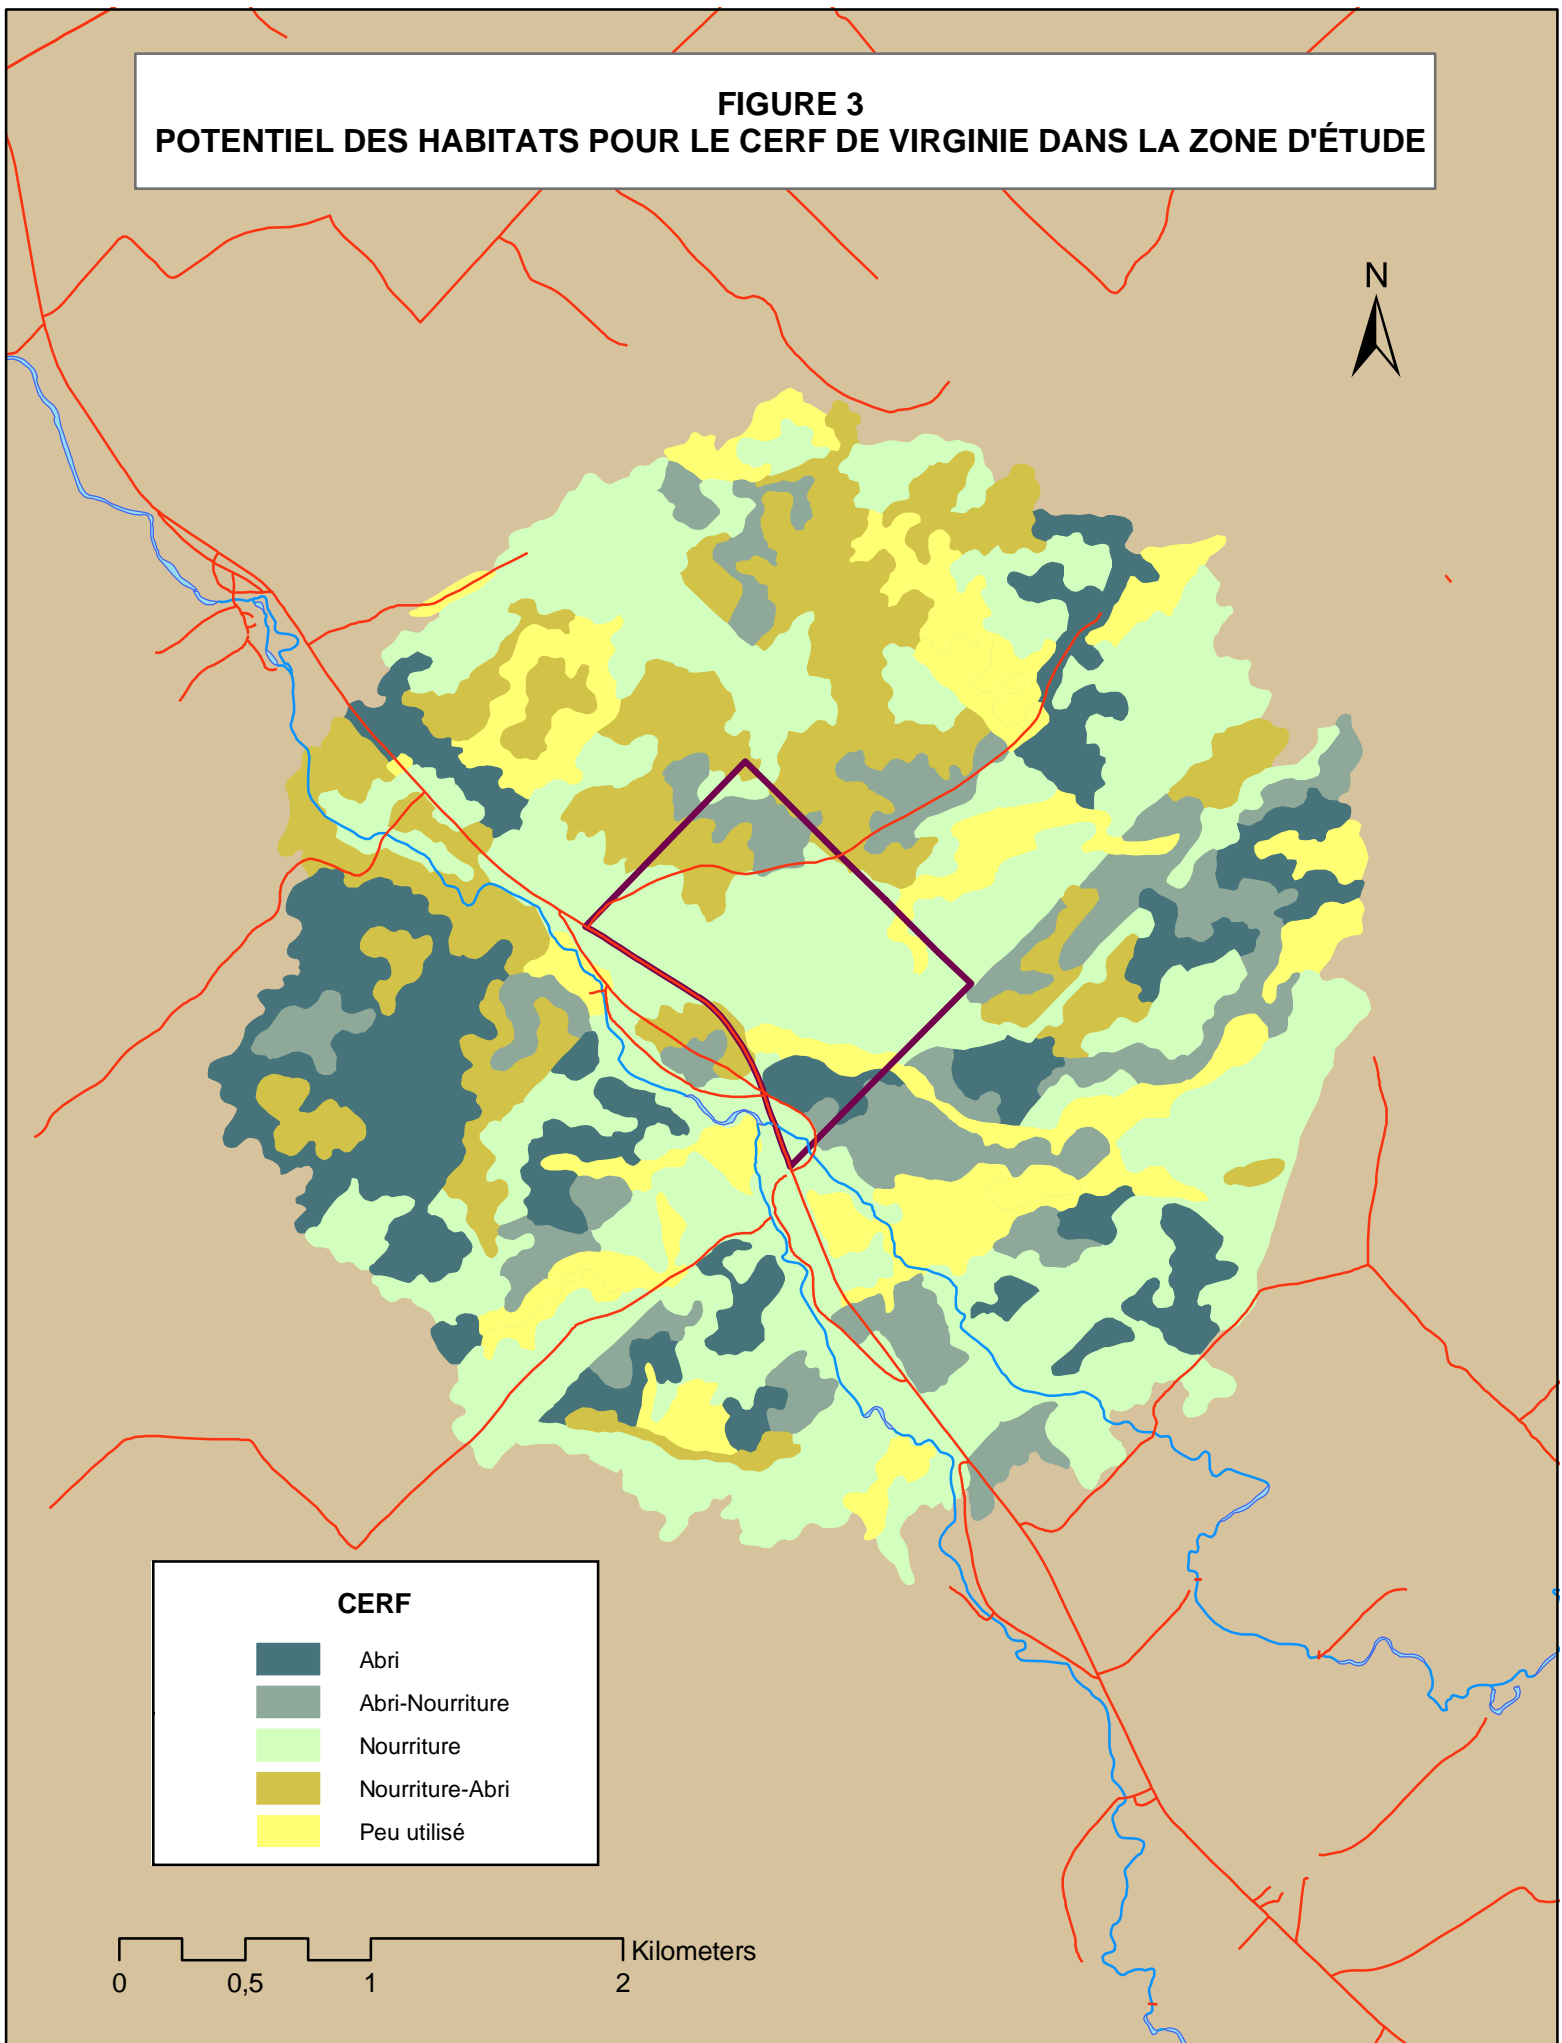 FIGURE 3
POTENTIEL DES HABITATS POUR LE CERF DE VIRGINIE DANS LA ZONE D'ÉTUDE
N
CERF
Abri
Abri-Nourriture
Nourriture
Nourriture-Abri
Peu utilisé
Kilometers
0 0,5 1 2